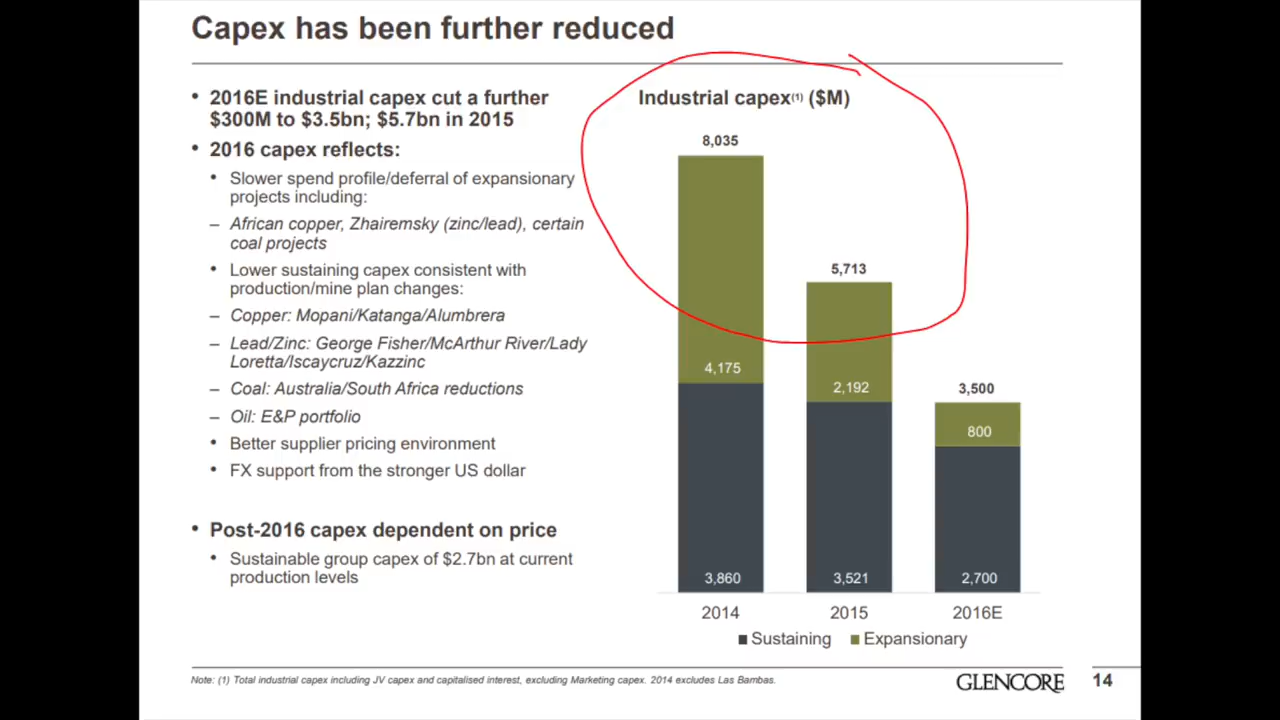 Capex has been further reduced
• 2016E industrial capex cut a further
$300M to $3.5bn; $5.7bn in 2015
• 2016 capex reflects:
• Slower spend profile/deferral of expansionary
projects including:
– African copper, Zhairemsky (zinc/lead), certain
coal projects
• Lower sustaining capex consistent with
production/mine plan changes:
– Copper: Mopani/Katanga/Alumbrera
– Lead/Zinc: George Fisher/McArthur River/Lady
Loretta/Iscaycruz/Kazzinc
– Coal: Australia/South Africa reductions
– Oil: E&P portfolio
• Better supplier pricing environment
• FX support from the stronger US dollar
• Post-2016 capex dependent on price
• Sustainable group capex of $2.7bn at current
production levels
Industrial capex(1) ($M)
8,035
5,713
4,175
2,192
3,500
800
3,860
3,521
2,700
2014
2015
2016E
Sustaining
Expansionary
Note: (1) Total industrial capex including JV capex and capitalised interest, excluding Marketing capex. 2014 excludes Las Bambas.
GLENCORE
14